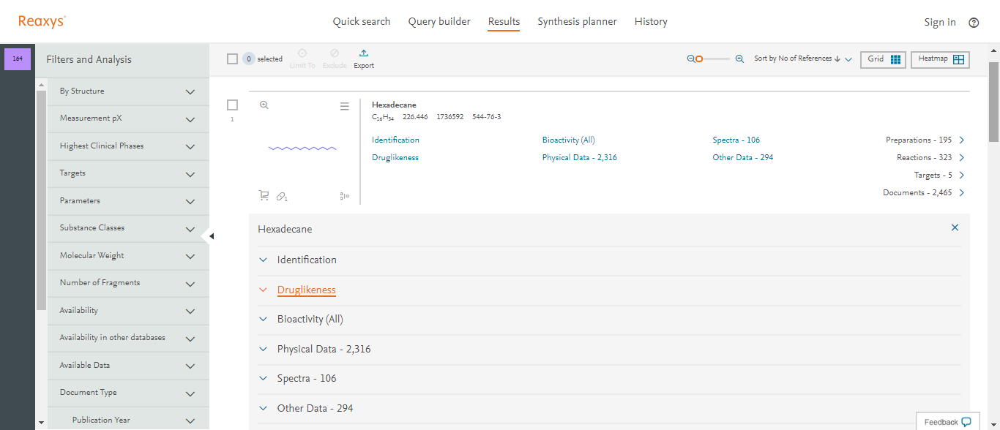 Reaxys
Quick search
Query builder
Results
Synthesis planner
History
Sign in
164
Filters and Analysis
By Structure
Measurement pX
Highest Clinical Phases
Targets
Parameters
Substance Classes
Molecular Weight
Number of Fragments
Availability
Availability in other databases
Available Data
Document Type
Publication Year
0 selected
Limit To
Exclude
Export
Sort by No of References
Grid
Heatmap
1
Hexadecane
C₁₆H₃₄ 226.446 1736592 544-76-3
Identification
Bioactivity (All)
Spectra - 106
Preparations - 195
Druglikeness
Physical Data - 2,316
Other Data - 294
Reactions - 323
Targets - 5
Documents - 2,465
1
Hexadecane
Identification
Druglikeness
Bioactivity (All)
Physical Data - 2,316
Spectra - 106
Other Data - 294
Feedback